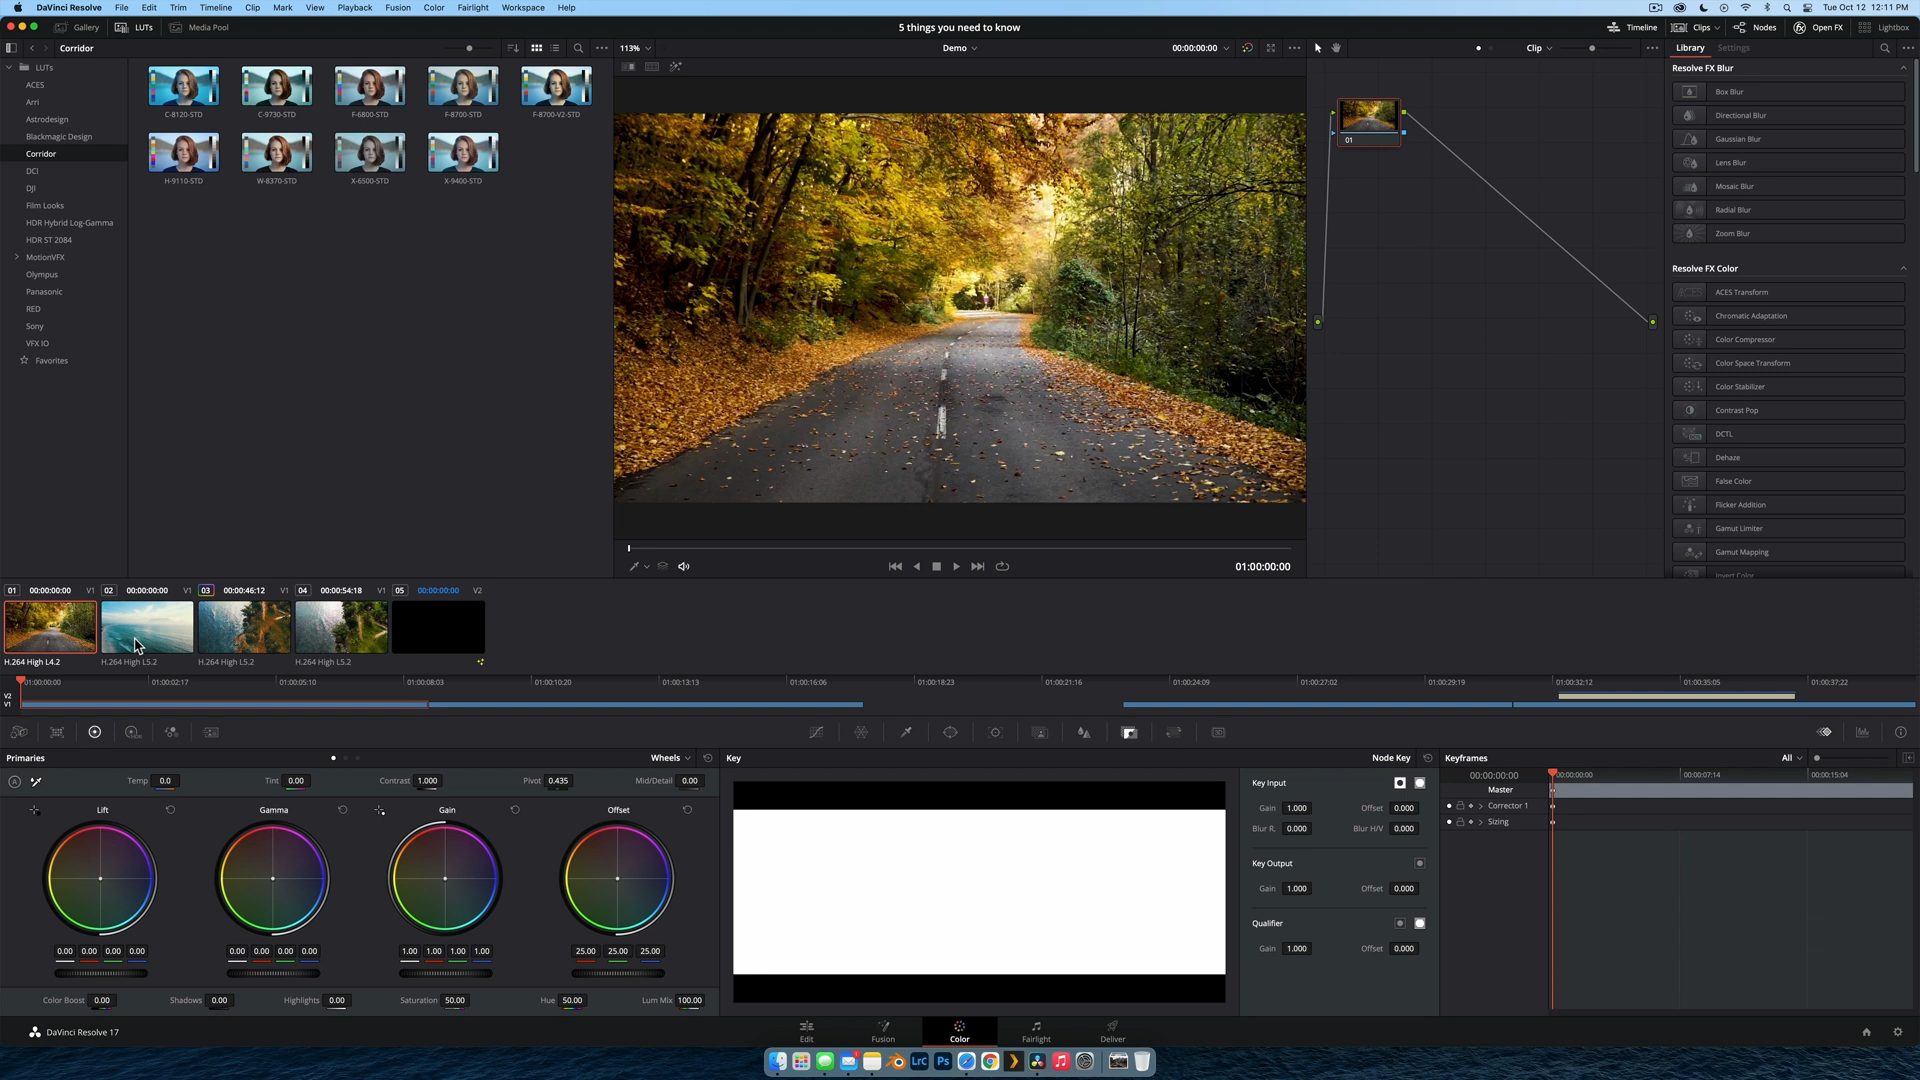 DaVinci Resolve File Edit Trim Timeline Clip Mark View Playback Fusion Color Fairlight Workspace Help Tue Oct 12 12:11 PM
Gallery LUTs Media Pool 5 things you need to know Timeline Clips Nodes Open FX Lightbox
Corridor 113% Demo 00:00:00:00 Clip Library Settings
LUTs
ACES
Arri
Astrodesign
Blackmagic Design
Corridor
DCI
DJI
Film Looks
HDR Hybrid Log-Gamma
HDR ST 2084
MotionVFX
Olympus
Panasonic
RED
Sony
VFX IO
Favorites
C-8120-STD C-9730-STD F-6800-STD F-8700-STD F-8700-V2-STD
H-9110-STD W-8370-STD X-6500-STD X-9400-STD
01:00:00:00
01
Resolve FX Blur
Box Blur
Directional Blur
Gaussian Blur
Lens Blur
Mosaic Blur
Radial Blur
Zoom Blur
Resolve FX Color
ACES Transform
Chromatic Adaptation
Color Compressor
Color Space Transform
Color Stabilizer
Contrast Pop
DCTL
Dehaze
False Color
Flicker Addition
Gamut Limiter
Gamut Mapping
Invert Color
01 00:00:00:00 V1 02 00:00:00:00 V1 03 00:00:46:12 V1 04 00:00:54:18 V1 05 00:00:00:00 V2
H.264 High L4.2 H.264 High L5.2 H.264 High L5.2 H.264 High L5.2
01:00:00:00 01:00:02:17 01:00:05:10 01:00:08:03 01:00:10:20 01:00:13:13 01:00:16:06 01:00:18:23 01:00:21:16 01:00:24:09 01:00:27:02 01:00:29:19 01:00:32:12 01:00:35:05 01:00:37:22
V2
V1
Primaries Wheels
Temp 0.0 Tint 0.00 Contrast 1.000 Pivot 0.435 Mid/Detail 0.00
Lift Gamma Gain Offset
0.00 0.00 0.00 0.00 0.00 0.00 0.00 0.00 1.00 1.00 1.00 1.00 25.00 25.00 25.00
Color Boost 0.00 Shadows 0.00 Highlights 0.00 Saturation 50.00 Hue 50.00 Lum Mix 100.00
Key Node Key
Key Input
Gain 1.000 Offset 0.000
Blur R. 0.000 Blur H/V 0.000
Key Output
Gain 1.000 Offset 0.000
Qualifier
Gain 1.000 Offset 0.000
Keyframes All
00:00:00:00 00:00:00:00 00:00:07:14 00:00:15:04
Master
Corrector 1
Sizing
DaVinci Resolve 17
Edit Fusion Color Fairlight Deliver
LrC Ps